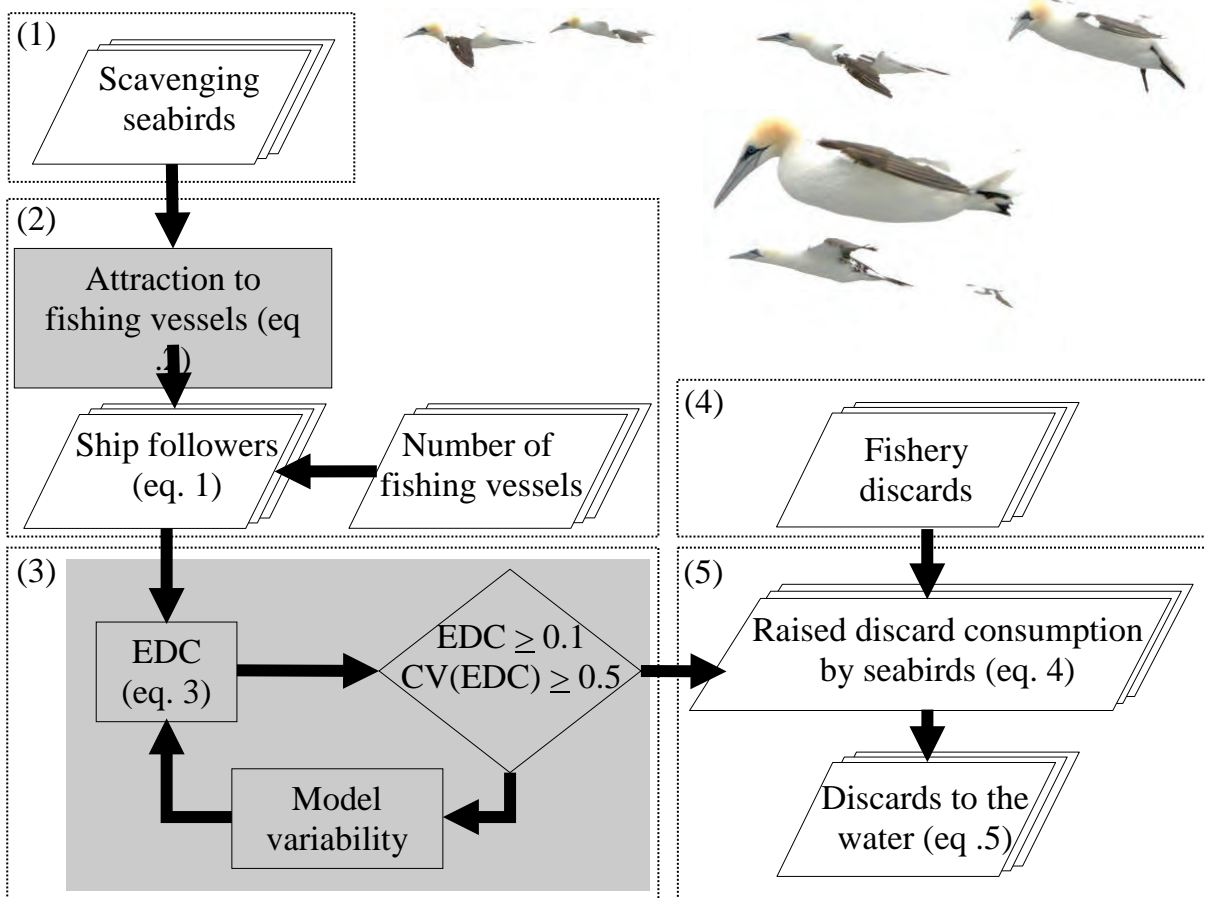 (1)
Scavenging
seabirds
(2)
Attraction to
fishing vessels (eq
.2)
Ship followers
(eq. 1)
Number of
fishing vessels
(3)
EDC
(eq. 3)
EDC ≥ 0.1
CV(EDC) ≥ 0.5
Model
variability
(4)
Fishery
discards
(5)
Raised discard consumption
by seabirds (eq. 4)
Discards to the
water (eq .5)